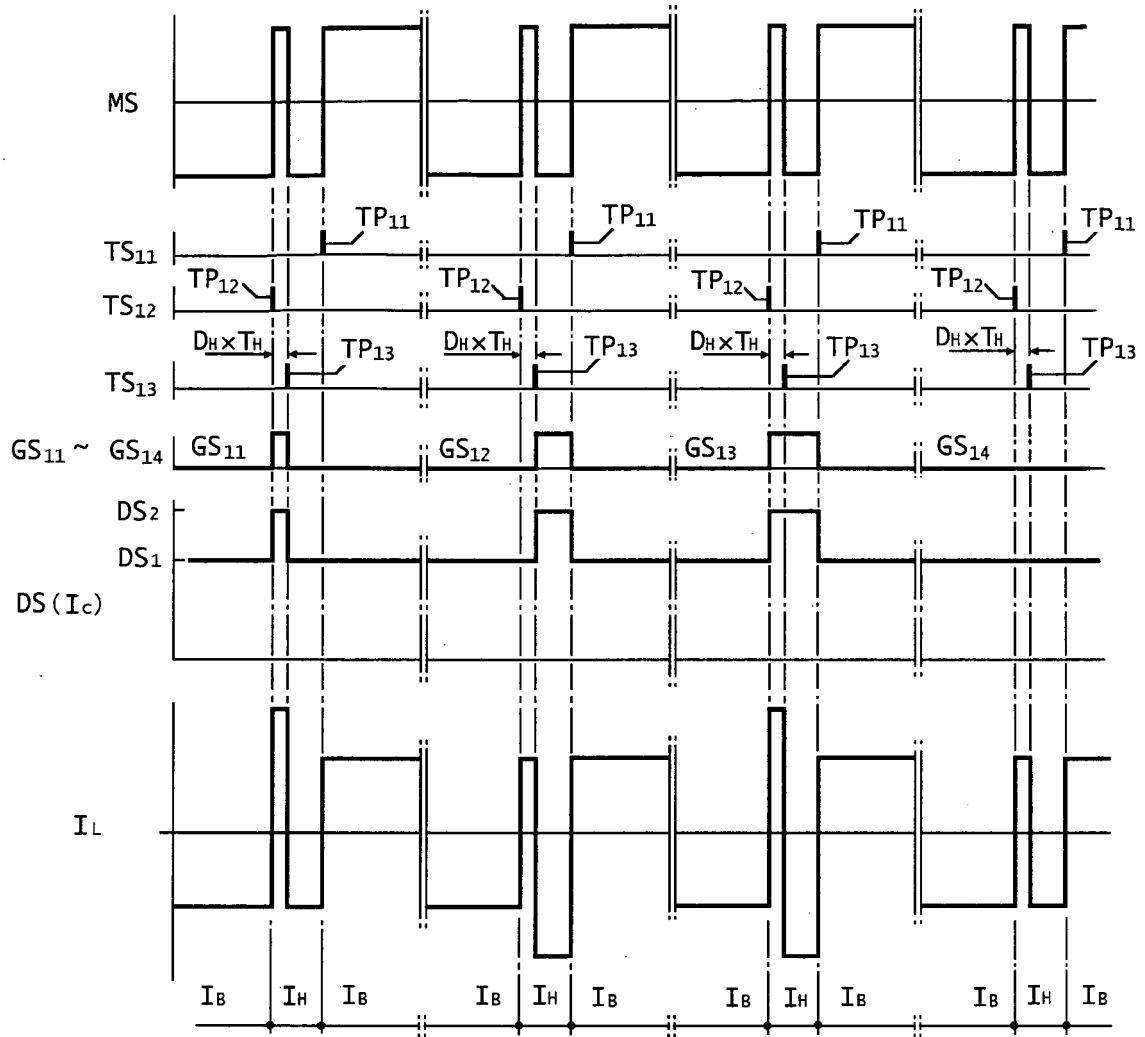 MS
TP11 TP11 TP11 TP11
TS11
TP12 TP12 TP12 TP12
TS12
DH×TH DH×TH DH×TH DH×TH
TP13 TP13 TP13 TP13
TS13
GS11 ~ GS14 GS11 GS12 GS13 GS14
DS2
DS1
DS(Ic)
IL
IB IH IB IB IH IB IB IH IB IB IH IB